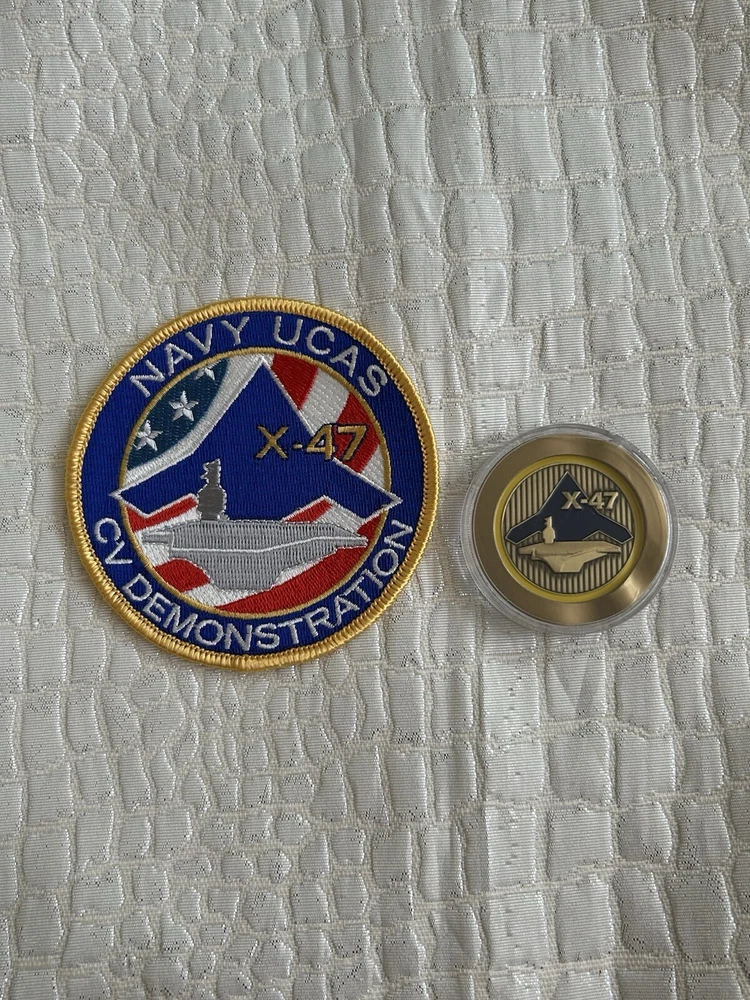 NAVY UCAS
X-47
CV DEMONSTRATION
X-47